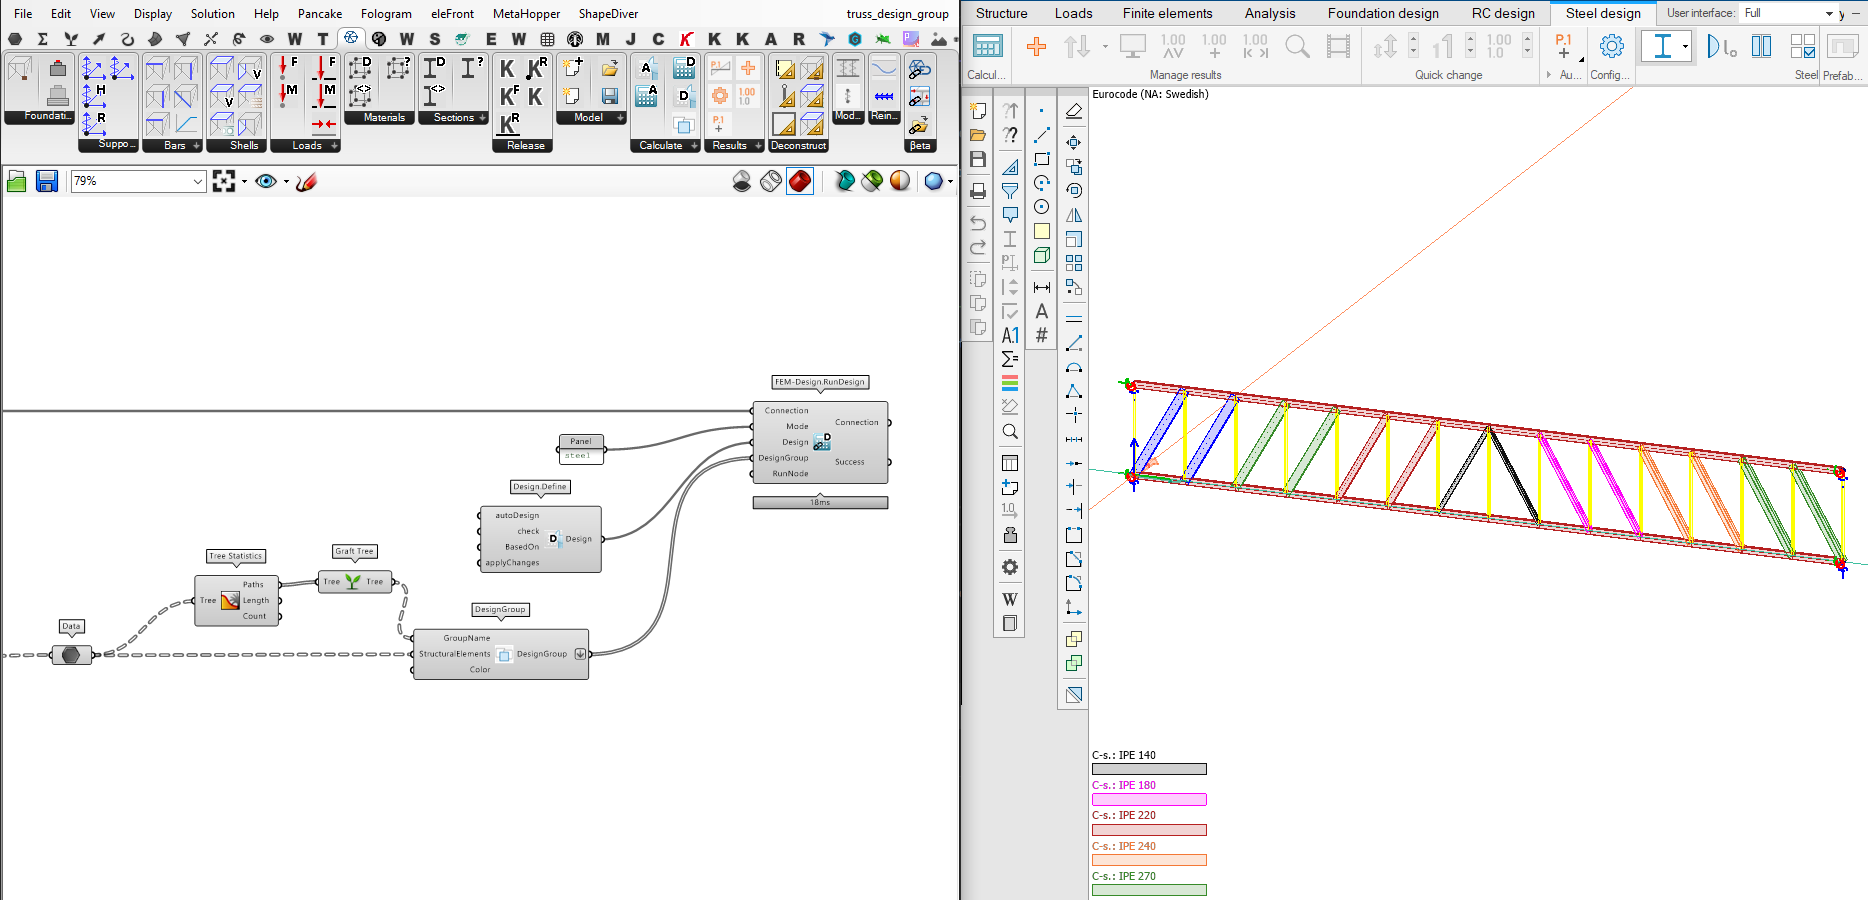 File Edit View Display Solution Help Pancake Fologram eleFront MetaHopper ShapeDiver truss_design_group
Foundati...
Suppo...
Bars
Shells
Loads
Materials
Sections
Release
Model
Calculate
Results
Deconstruct
Mod...
Rein...
βeta
79%
FEM-Design.RunDesign
Connection
Mode
Design
DesignGroup
RunNode
Connection
Success
18ms
Panel
steel
Design.Define
autoDesign
check
BasedOn
applyChanges
Design
Tree Statistics
Tree
Paths
Length
Count
Graft Tree
Tree Tree
Data
DesignGroup
GroupName
StructuralElements
Color
DesignGroup
Structure Loads Finite elements Analysis Foundation design RC design Steel design User interface: Full
Calcul...
Manage results
Quick change
Au...
Config...
Steel
Prefab...
Eurocode (NA: Swedish)
C-s.: IPE 140
C-s.: IPE 180
C-s.: IPE 220
C-s.: IPE 240
C-s.: IPE 270